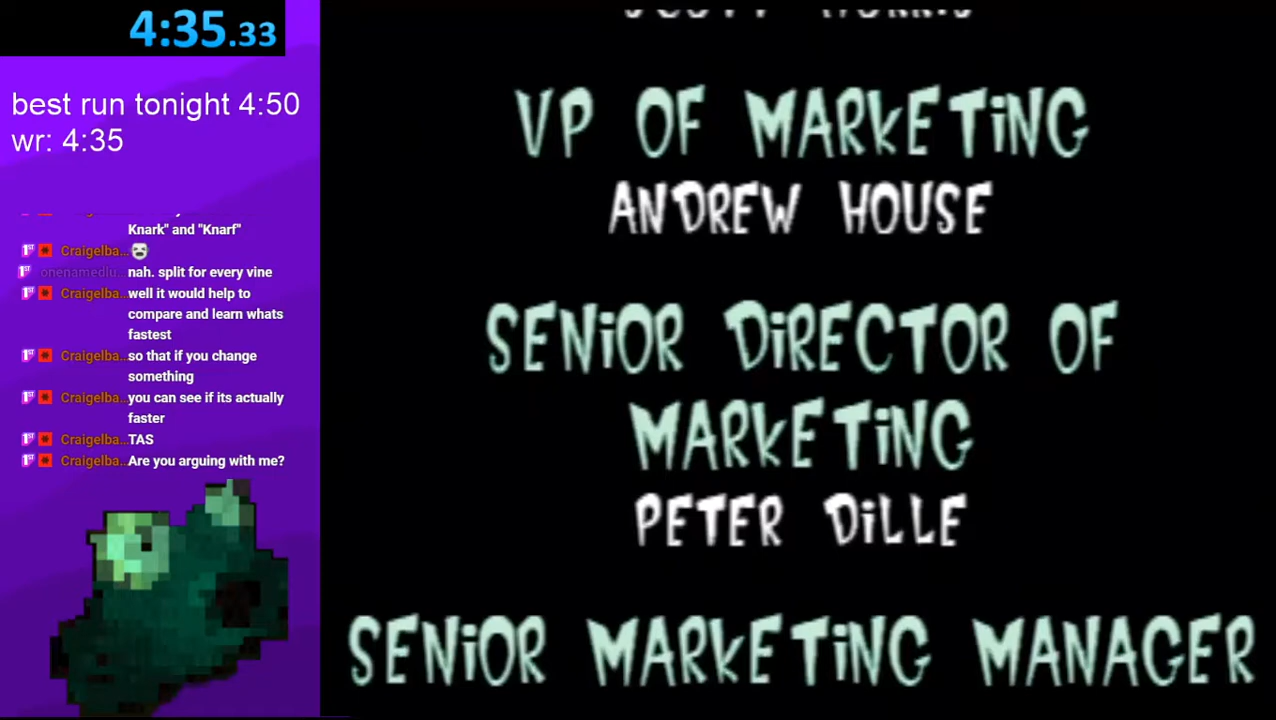 4:35.33
best run tonight 4:50
wr: 4:35
Knark" and "Knarf"
Craigelba...
onenamedlu... nah. split for every vine
Craigelba... well it would help to
compare and learn whats
fastest
Craigelba... so that if you change
something
Craigelba... you can see if its actually
faster
Craigelba... TAS
Craigelba... Are you arguing with me?
VP OF MARKETING
ANDREW HOUSE
SENIOR DIRECTOR OF
MARKETING
PETER DILLE
SENIOR MARKETING MANAGER